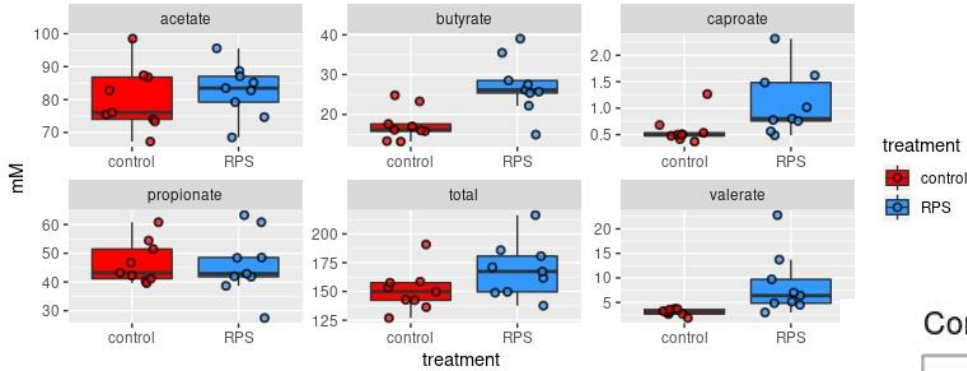 acetate butyrate caproate
100
90
80
70
40
30
20
2.0
1.5
1.0
0.5
control RPS control RPS control RPS
mM
propionate total valerate
60
50
40
30
200
175
150
125
20
15
10
5
control RPS control RPS control RPS
treatment
treatment
control
RPS